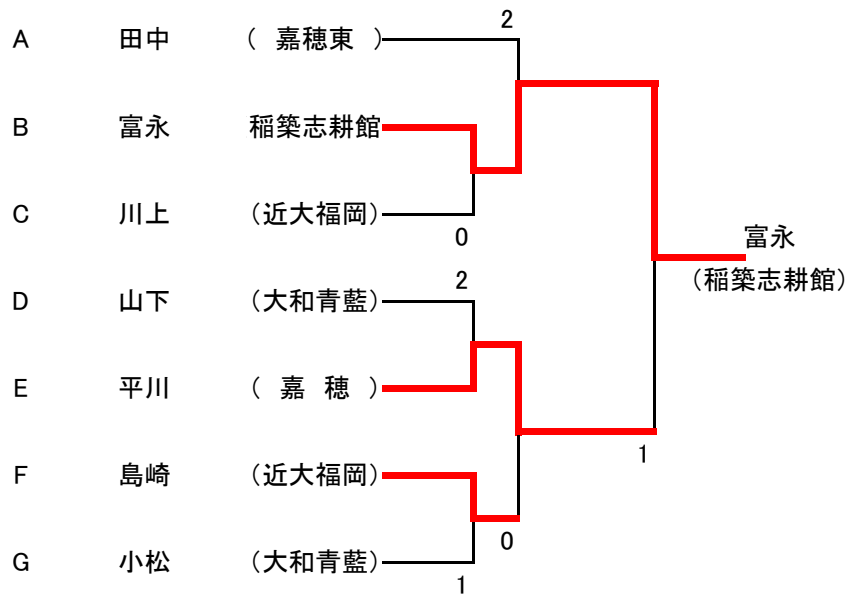 2
A 田中 ( 嘉穂東 )
B 富永 稲築志耕館
C 川上 (近大福岡)
0
富永
(稲築志耕館)
2
D 山下 (大和青藍)
E 平川 ( 嘉 穂 )
1
F 島崎 (近大福岡)
0
G 小松 (大和青藍)
1